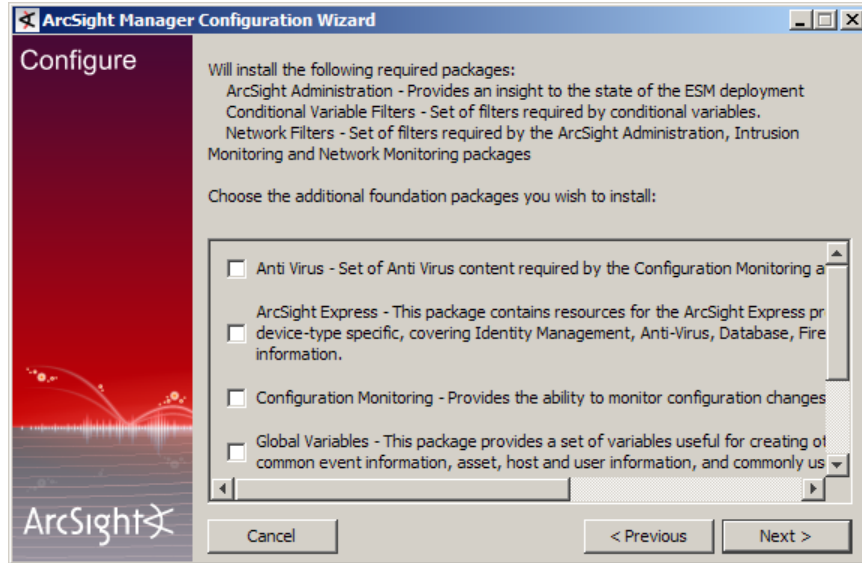 ArcSight Manager Configuration Wizard
Configure
Will install the following required packages:
ArcSight Administration - Provides an insight to the state of the ESM deployment
Conditional Variable Filters - Set of filters required by conditional variables.
Network Filters - Set of filters required by the ArcSight Administration, Intrusion
Monitoring and Network Monitoring packages
Choose the additional foundation packages you wish to install:
Anti Virus - Set of Anti Virus content required by the Configuration Monitoring a
ArcSight Express - This package contains resources for the ArcSight Express pr
device-type specific, covering Identity Management, Anti-Virus, Database, Fire
information.
Configuration Monitoring - Provides the ability to monitor configuration changes
Global Variables - This package provides a set of variables useful for creating ot
common event information, asset, host and user information, and commonly us
ArcSight
Cancel
< Previous
Next >